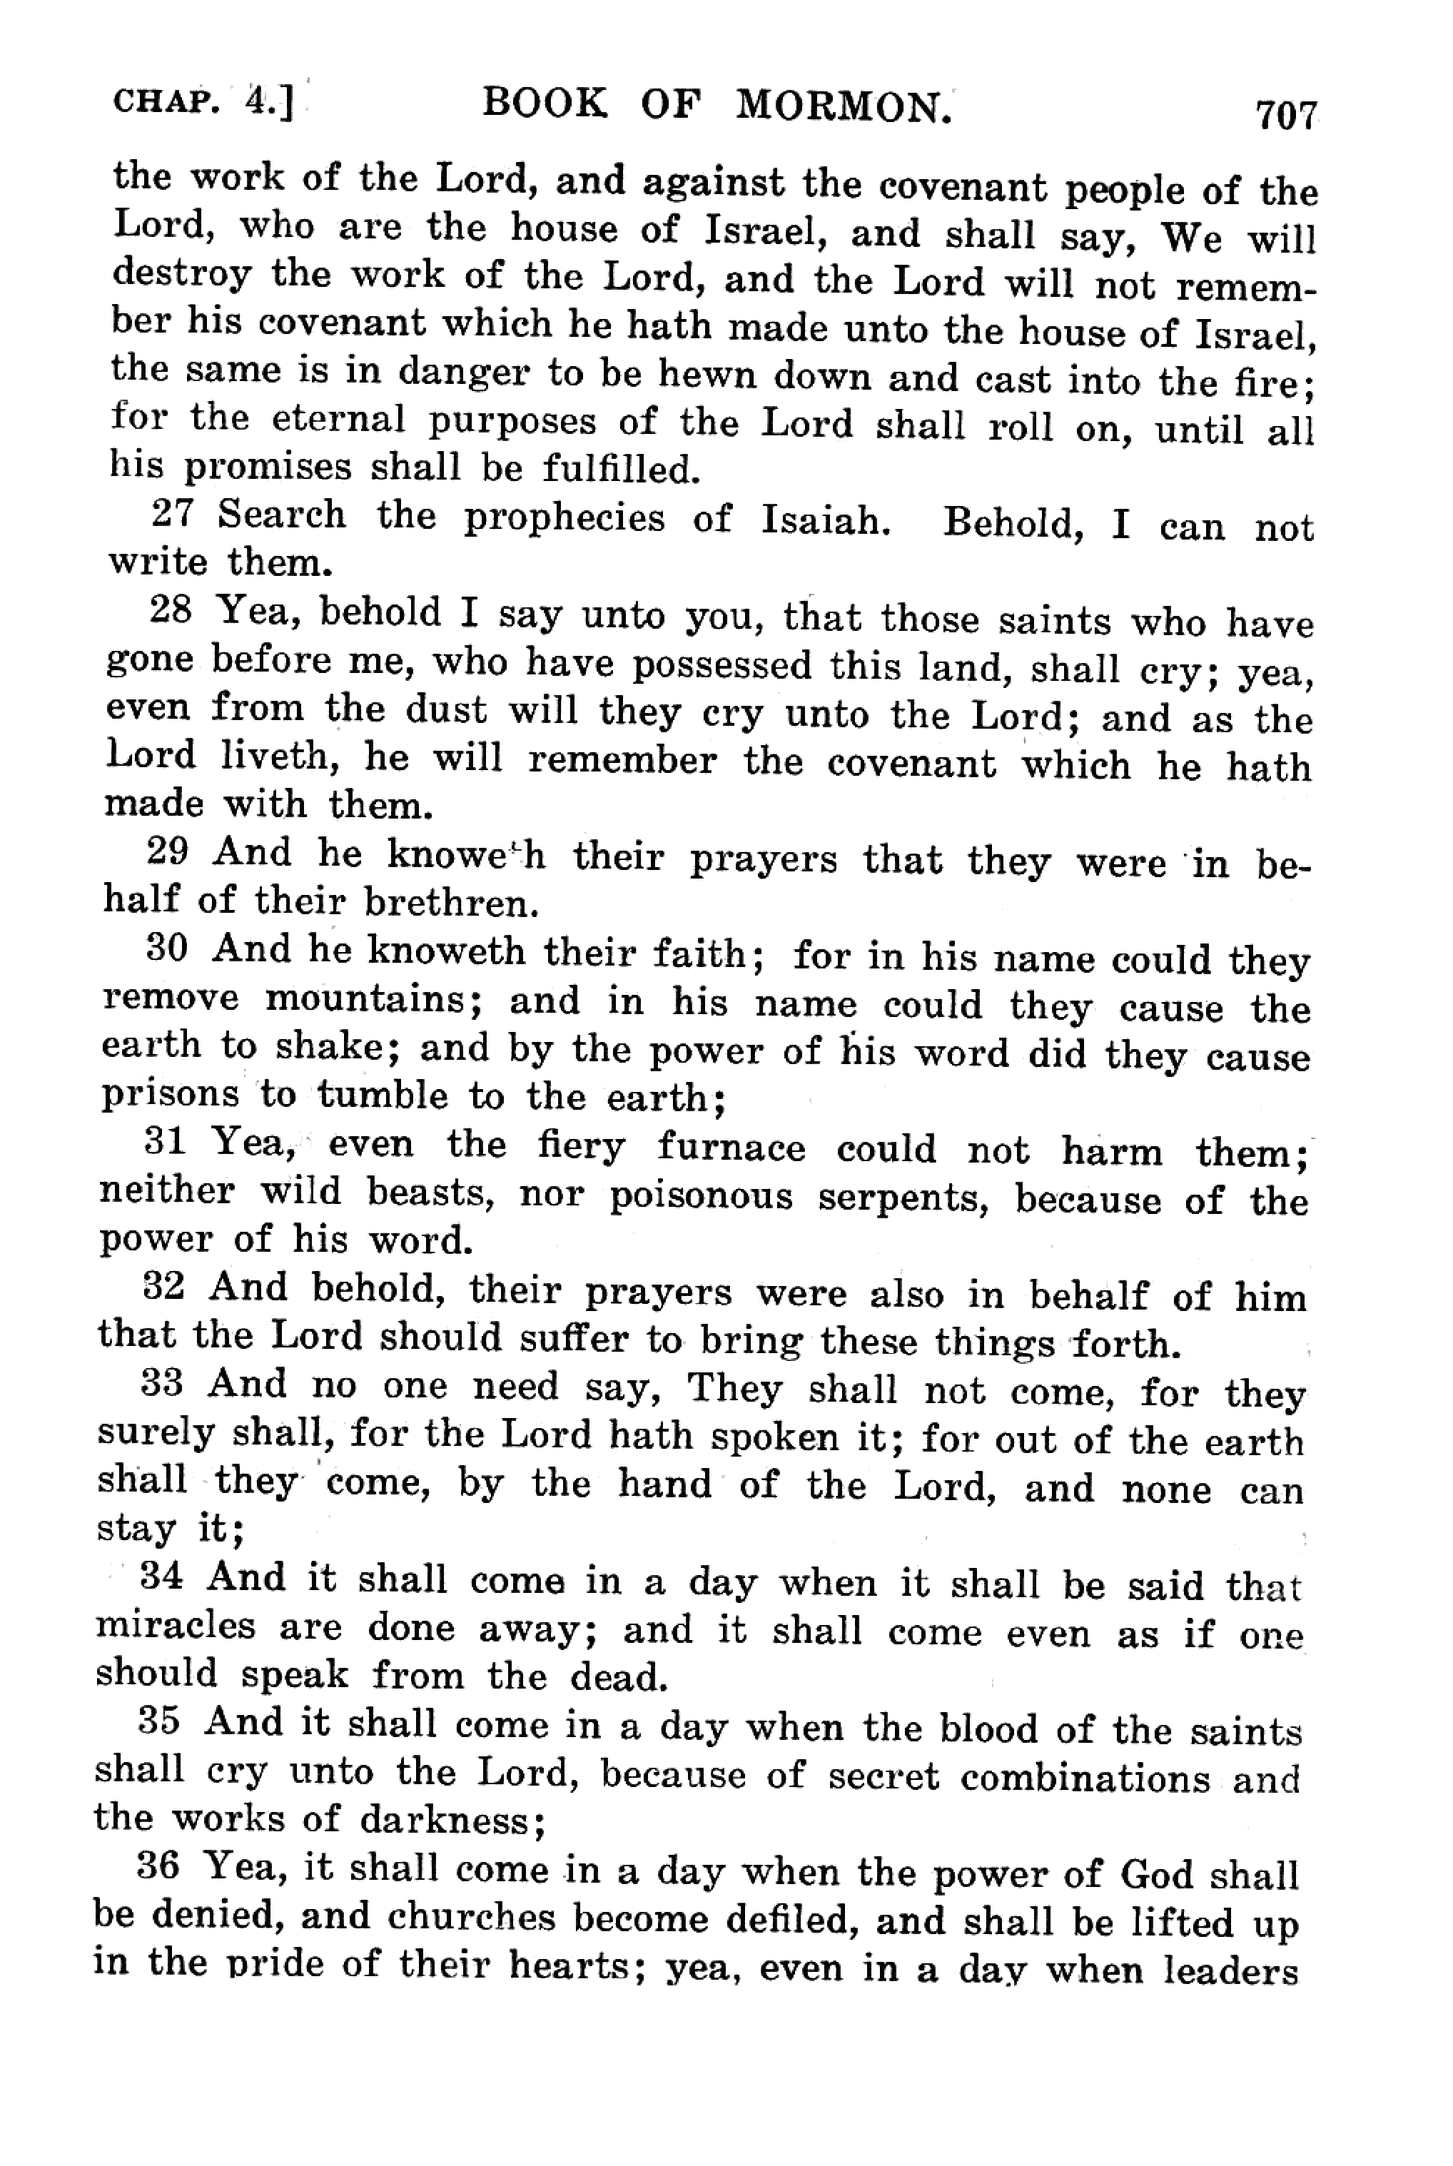 CHAP. 4.] BOOK OF MORMON. 707
the work of the Lord, and against the covenant people of the
Lord, who are the house of Israel, and shall say, We will
destroy the work of the Lord, and the Lord will not remem-
ber his covenant which he hath made unto the house of Israel,
the same is in danger to be hewn down and cast into the fire;
for the eternal purposes of the Lord shall roll on, until all
his promises shall be fulfilled.
27 Search the prophecies of Isaiah. Behold, I can not
write them.
28 Yea, behold I say unto you, that those saints who have
gone before me, who have possessed this land, shall cry; yea,
even from the dust will they cry unto the Lord; and as the
Lord liveth, he will remember the covenant which he hath
made with them.
29 And he knoweth their prayers that they were in be-
half of their brethren.
30 And he knoweth their faith; for in his name could they
remove mountains; and in his name could they cause the
earth to shake; and by the power of his word did they cause
prisons to tumble to the earth;
31 Yea, even the fiery furnace could not harm them;
neither wild beasts, nor poisonous serpents, because of the
power of his word.
32 And behold, their prayers were also in behalf of him
that the Lord should suffer to bring these things forth.
33 And no one need say, They shall not come, for they
surely shall, for the Lord hath spoken it; for out of the earth
shall they come, by the hand of the Lord, and none can
stay it;
34 And it shall come in a day when it shall be said that
miracles are done away; and it shall come even as if one
should speak from the dead.
35 And it shall come in a day when the blood of the saints
shall cry unto the Lord, because of secret combinations and
the works of darkness;
36 Yea, it shall come in a day when the power of God shall
be denied, and churches become defiled, and shall be lifted up
in the pride of their hearts; yea, even in a day when leaders